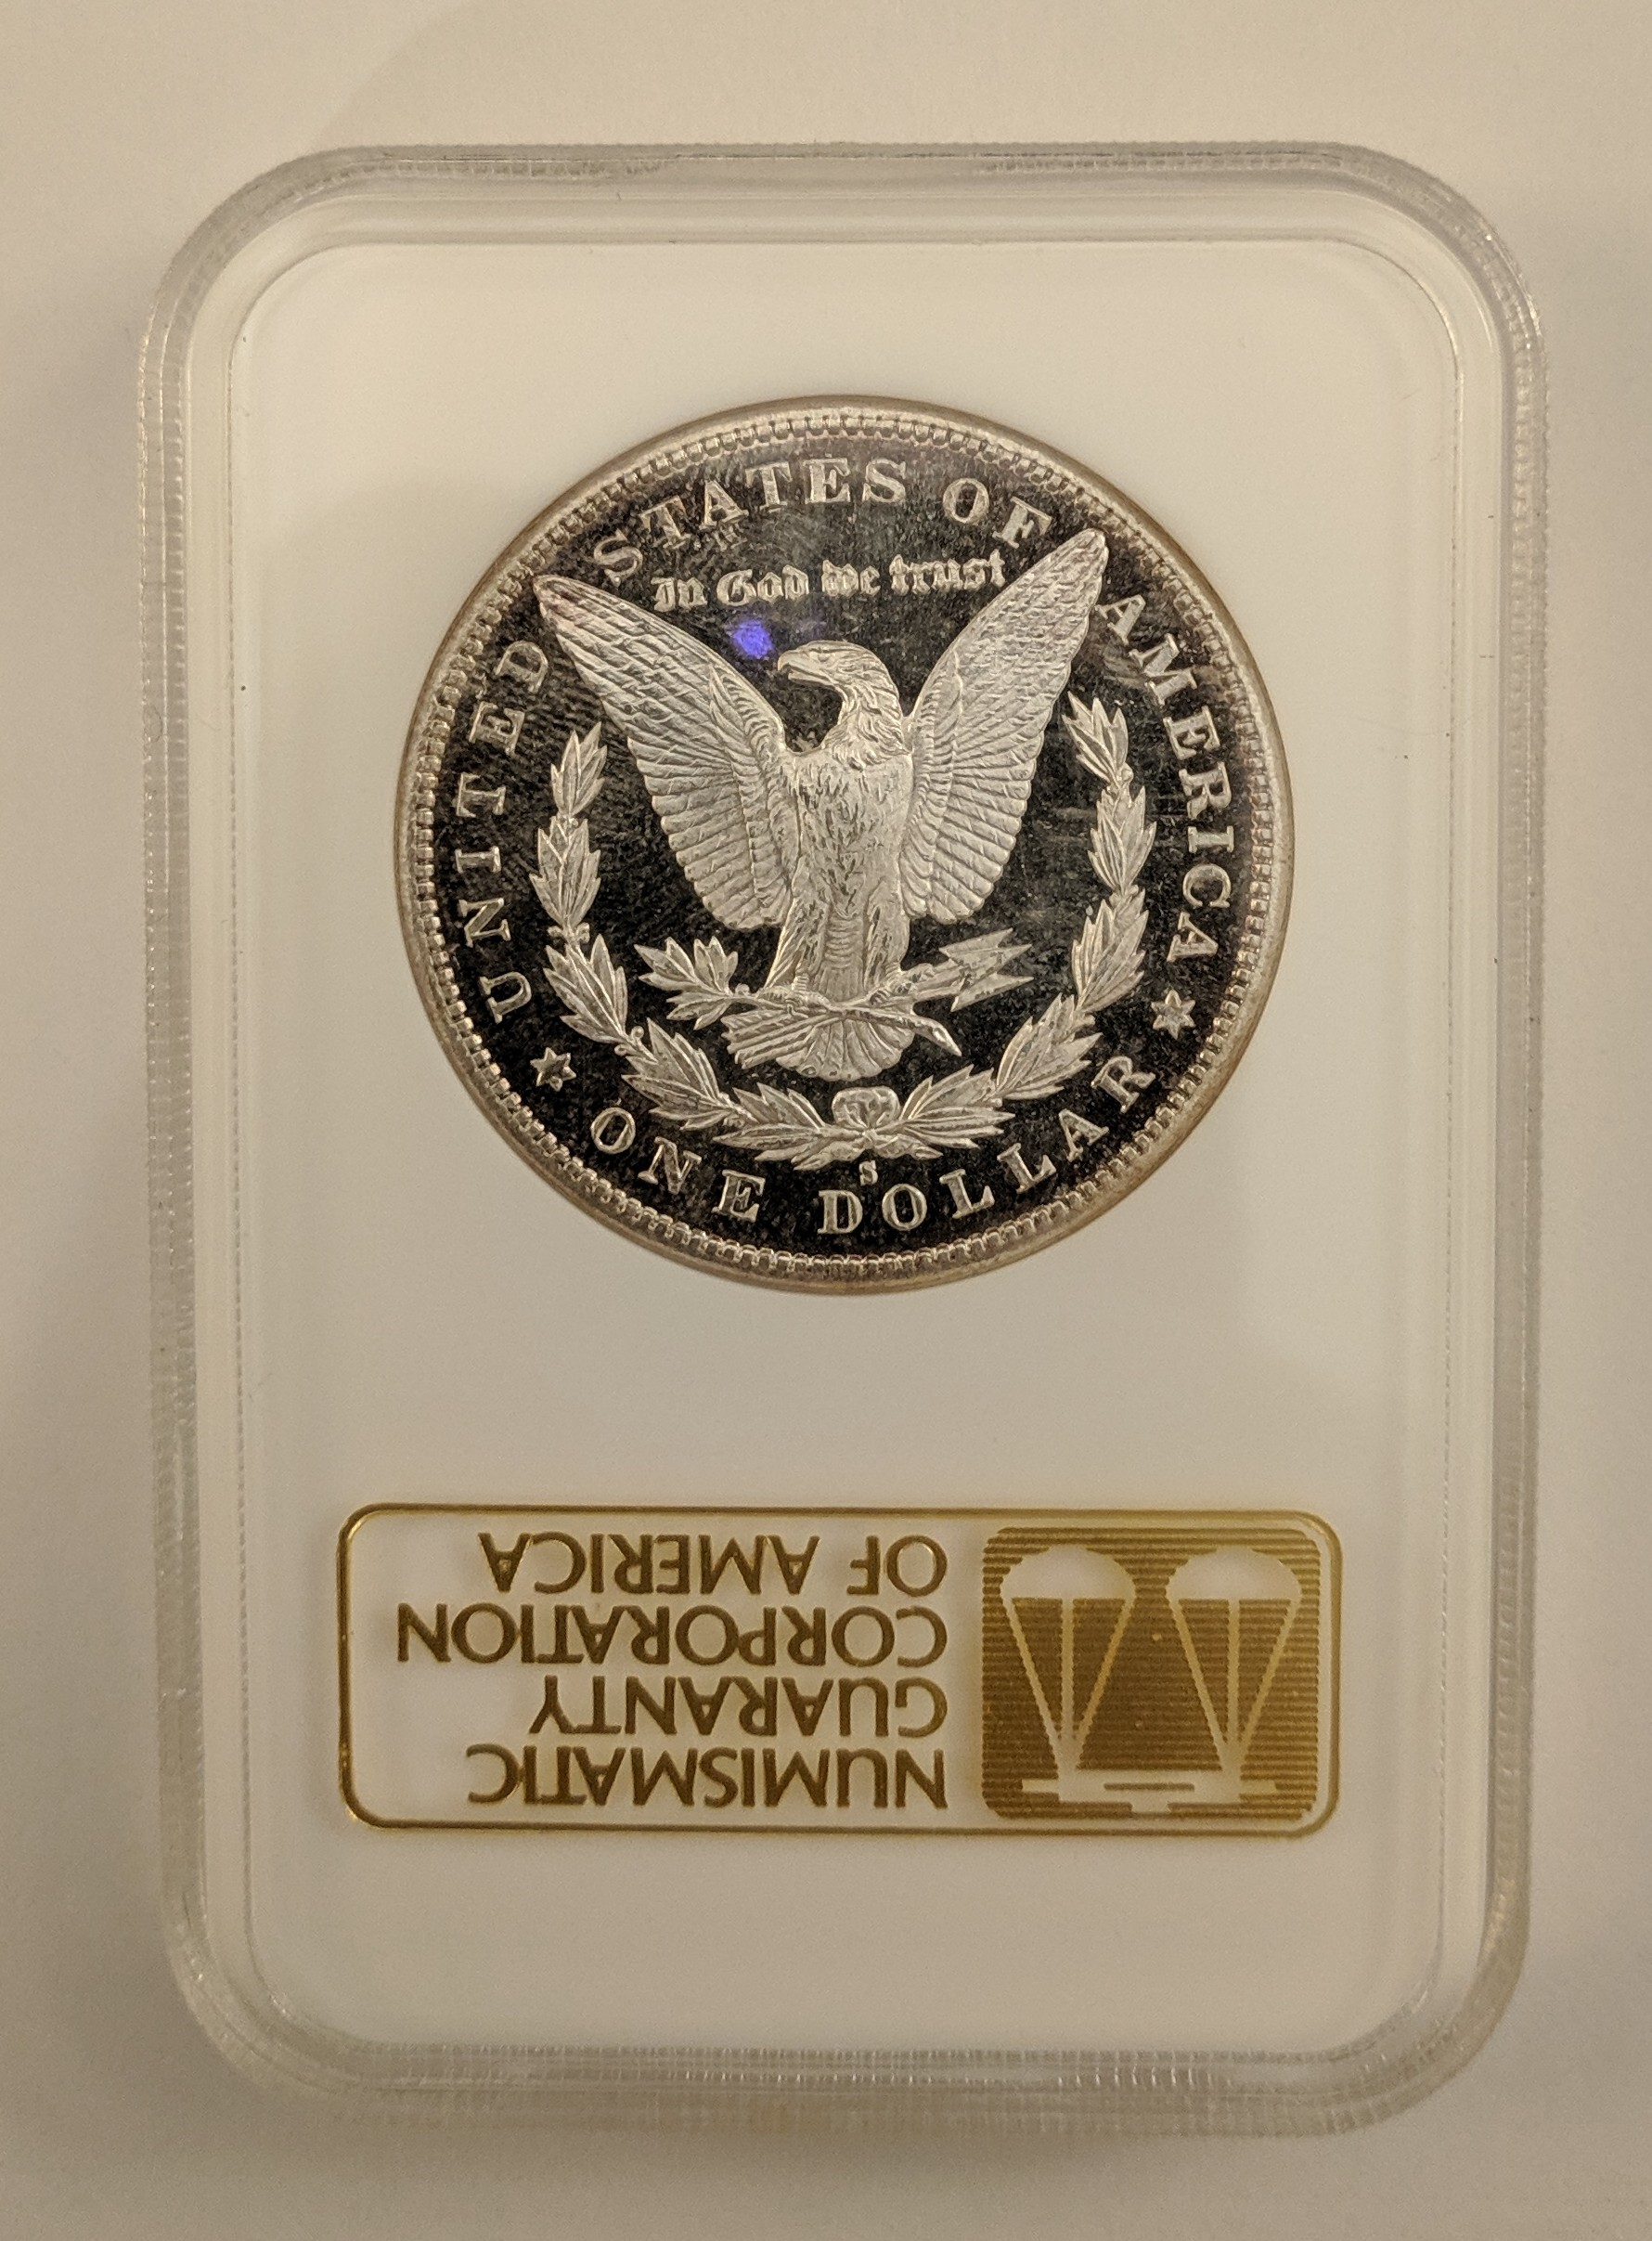 UNITED STATES OF AMERICA
In God we trust
S
ONE DOLLAR
NUMISMATIC
GUARANTY
CORPORATION
OF AMERICA